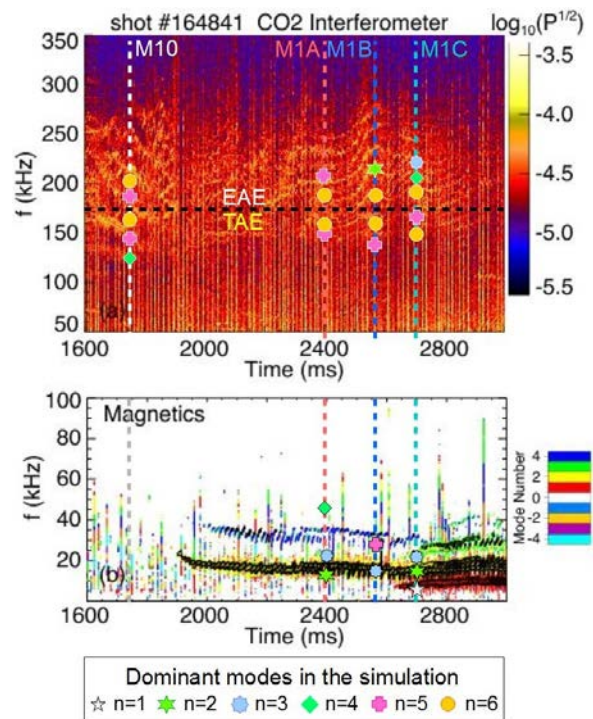 shot #164841 CO2 Interferometer
log₁₀(P^1/2)
M10
M1A
M1B
M1C
350
300
250
200
150
100
50
f (kHz)
EAE
TAE
(a)
1600
2000
2400
2800
Time (ms)
-3.5
-4.0
-4.5
-5.0
-5.5
Magnetics
100
80
60
40
20
f (kHz)
(b)
1600
2000
2400
2800
Time (ms)
Mode Number
4
2
0
-2
-4
Dominant modes in the simulation
n=1 n=2 n=3 n=4 n=5 n=6